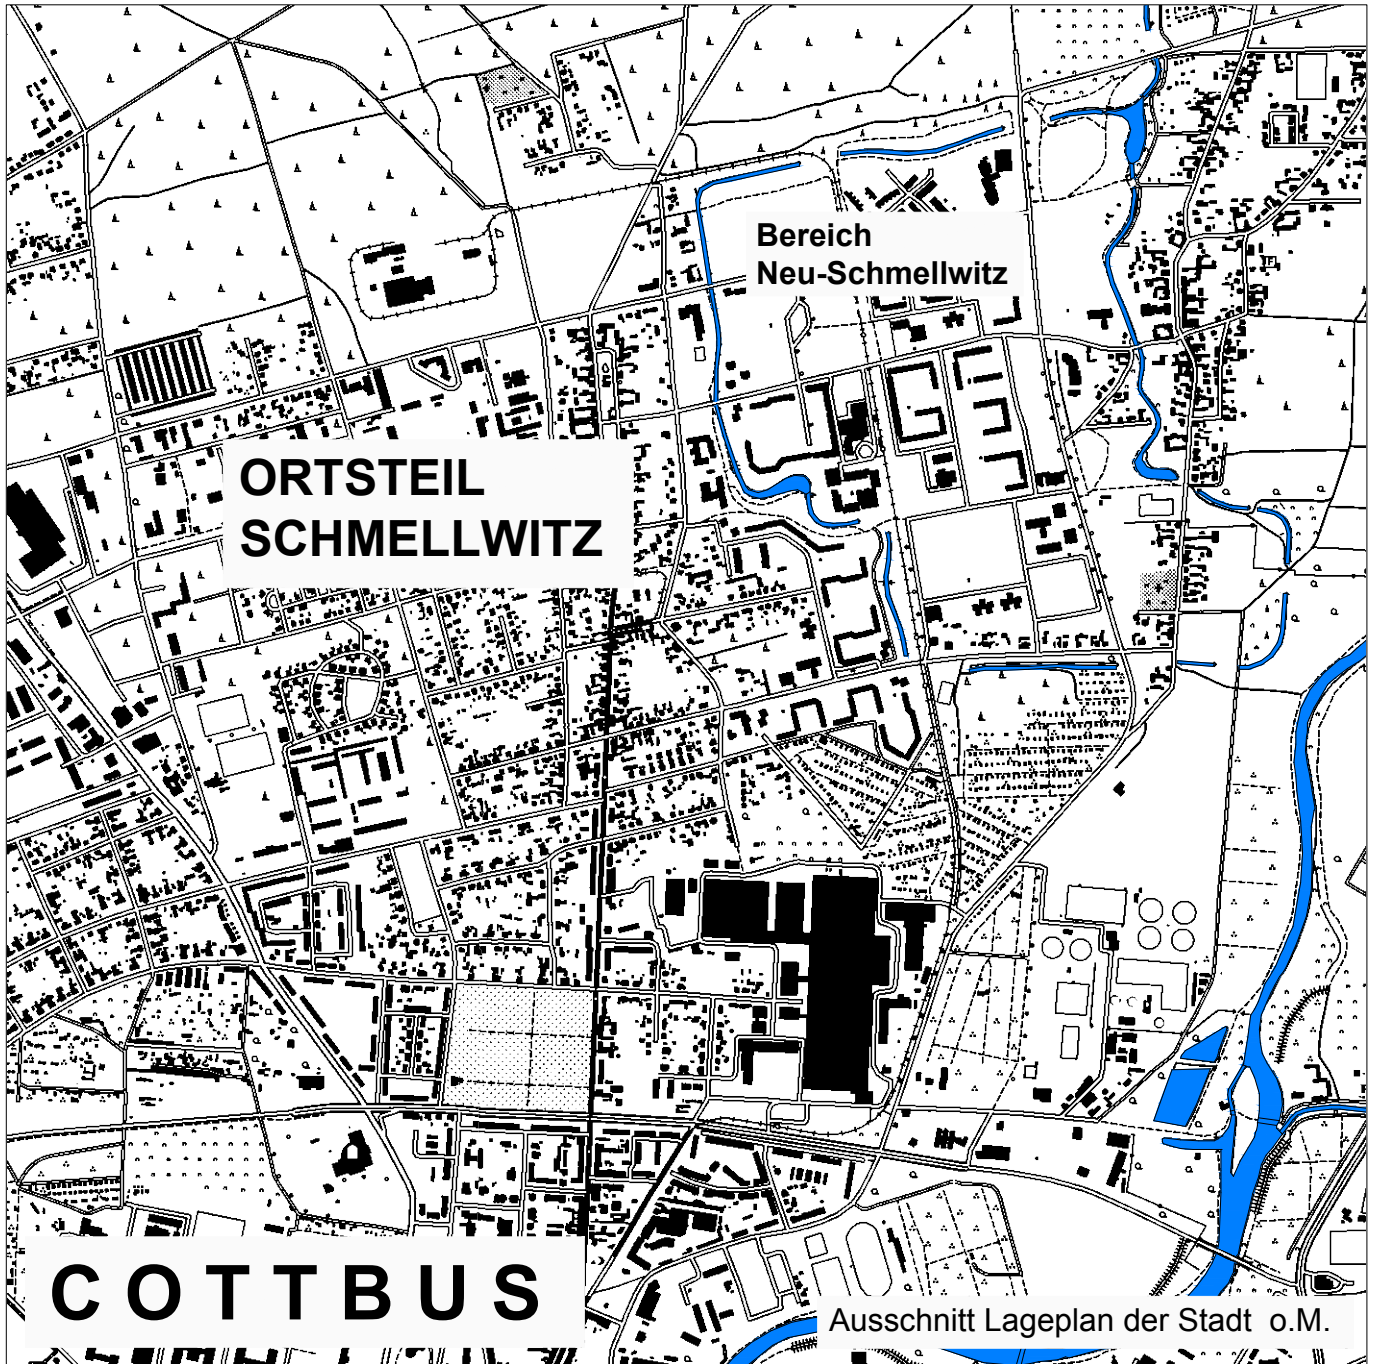 Bereich
Neu-Schmellwitz
ORTSTEIL
SCHMELLWITZ
COTTBUS
Ausschnitt Lageplan der Stadt o.M.